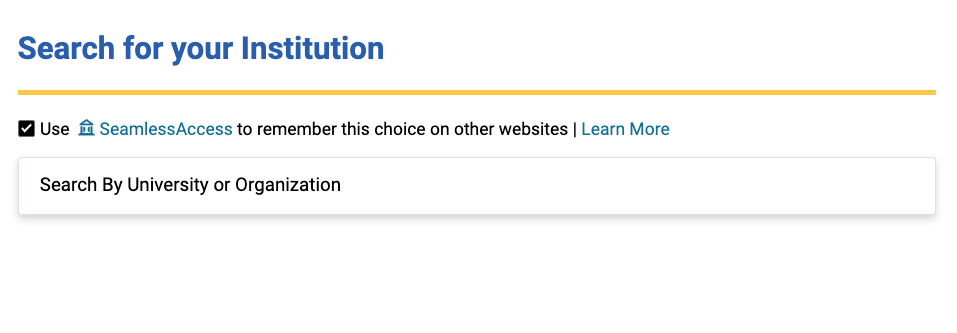 Search for your Institution
Use SeamlessAccess to remember this choice on other websites | Learn More
Search By University or Organization